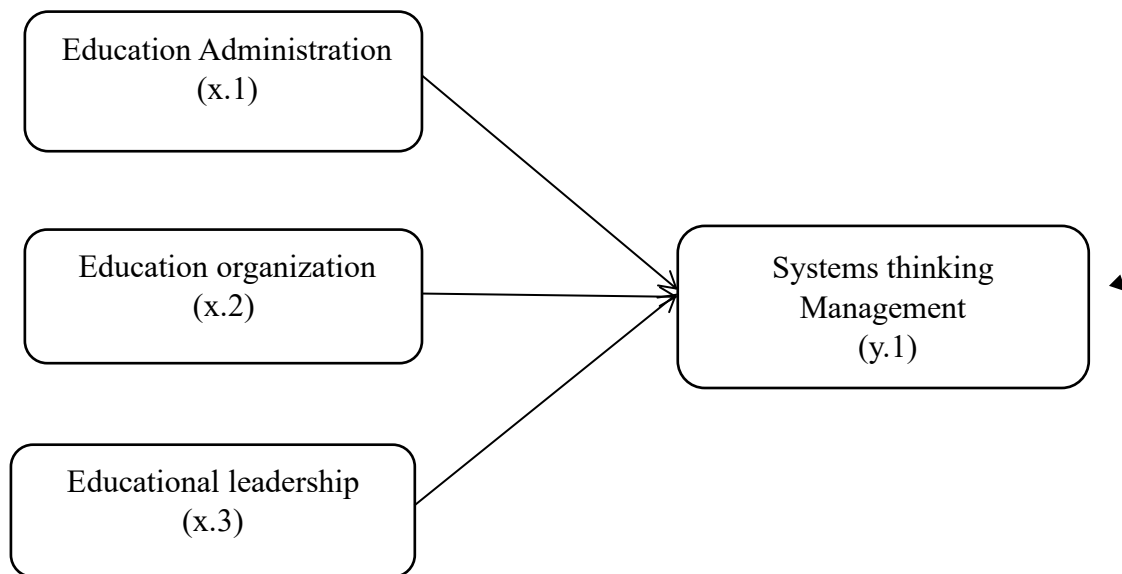 Education Administration
(x.1)
Education organization
(x.2)
Systems thinking
Management
(y.1)
Educational leadership
(x.3)